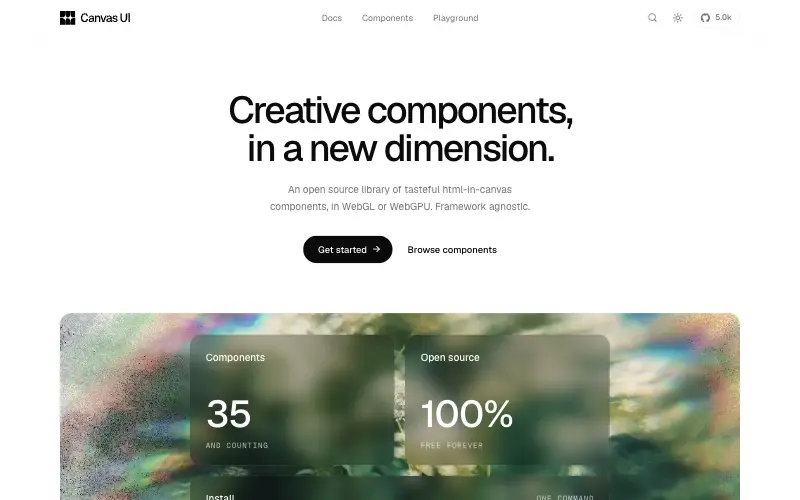 Canvas UI
Docs
Components
Playground
5.0k
Creative components,
in a new dimension.
An open source library of tasteful html-in-canvas
components, in WebGL or WebGPU. Framework agnostic.
Get started →
Browse components
Components
35
AND COUNTING
Open source
100%
FREE FOREVER
Install
ONE COMMAND